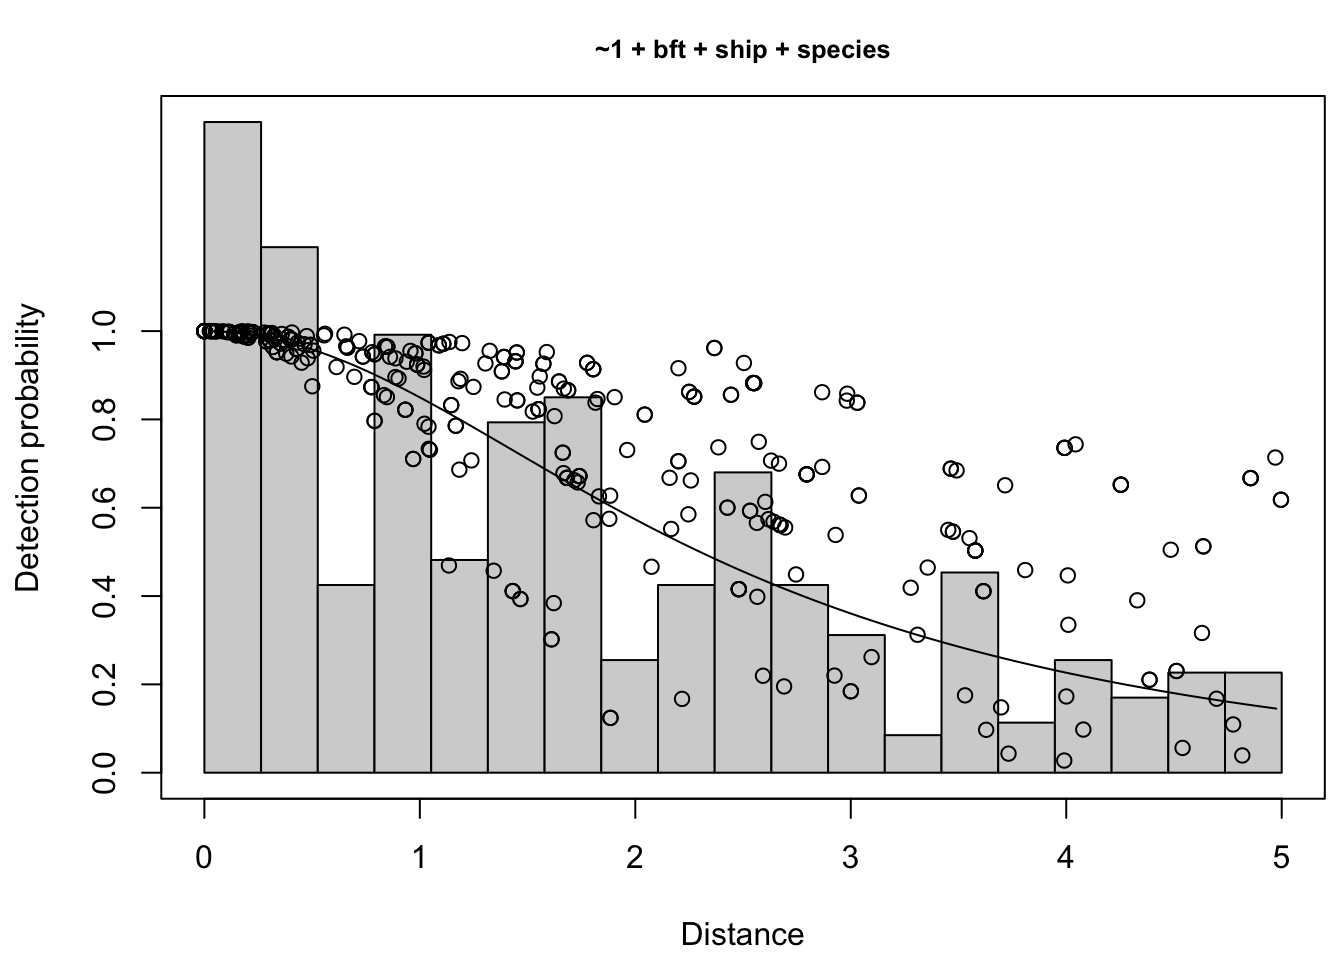 ~1 + bft + ship + species
Detection probability
1.0
0.8
0.6
0.4
0.2
0.0
0 1 2 3 4 5
Distance